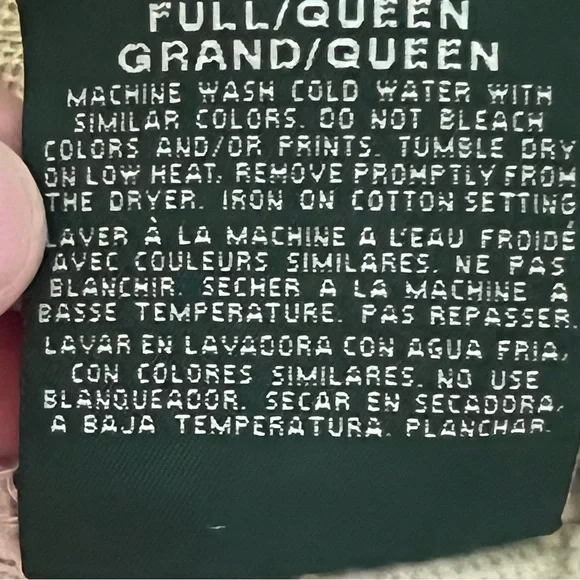 FULL/QUEEN
GRAND/QUEEN
MACHINE WASH COLD WATER WITH
SIMILAR COLORS. DO NOT BLEACH
COLORS AND/OR PRINTS. TUMBLE DRY
ON LOW HEAT. REMOVE PROMPTLY FROM
THE DRYER. IRON ON COTTON SETTING
LAVER À LA MACHINE A L'EAU FROIDÉ
AVEC COULEURS SIMILARES. NE PAS
BLANCHIR. SECHER A LA MACHINE A
BASSE TEMPERATURE. PAS REPASSER.
LAVAR EN LAVADORA CON AGUA FRIA,
CON COLORES SIMILARES. NO USE
BLANQUEADOR. SECAR EN SECADORA,
A BAJA TEMPERATURA. PLANCHAR.